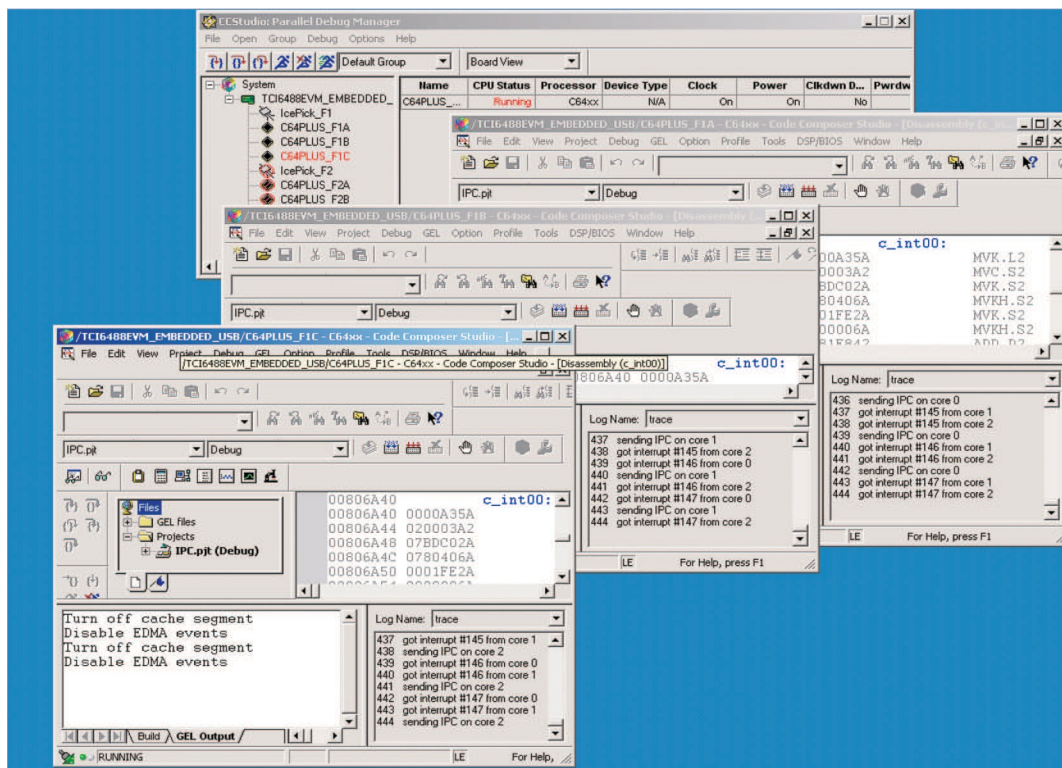 CCStudio: Parallel Debug Manager
File Open Group Debug Options Help
Default Group Board View
System
TCI6488EVM_EMBEDDED_
IcePick_F1
C64PLUS_F1A
C64PLUS_F1B
C64PLUS_F1C
IcePick_F2
C64PLUS_F2A
C64PLUS_F2B
Name CPU Status Processor Device Type Clock Power Clkdwn D... Pwrdw
C64PLUS_... Running C64xx N/A On On No
/TCI6488EVM_EMBEDDED_USB/C64PLUS_F1A - C64xx - Code Composer Studio - [Disassembly (c_in
File Edit View Project Debug GEL Option Profile Tools DSP/BIOS Window Help
IPC.pjt Debug
c_int00:
00A35A MVK.L2
0003A2 MVC.S2
BDC02A MVK.S2
80406A MVKH.S2
01FE2A MVK.S2
00006A MVKH.S2
81F842 ADD.D2
Log Name: trace
436 sending IPC on core 0
437 got interrupt #145 from core 1
438 got interrupt #145 from core 2
439 sending IPC on core 0
440 got interrupt #146 from core 1
441 got interrupt #146 from core 2
442 sending IPC on core 0
443 got interrupt #147 from core 1
444 got interrupt #147 from core 2
LE For Help, press F1
/TCI6488EVM_EMBEDDED_USB/C64PLUS_F1B - C64xx - Code Composer Studio - [Disassembly (
File Edit View Project Debug GEL Option Profile Tools DSP/BIOS Window Help
IPC.pjt Debug
c_int00:
00806A40 0000A35A
Log Name: trace
437 sending IPC on core 1
438 got interrupt #145 from core 2
439 got interrupt #146 from core 0
440 sending IPC on core 1
441 got interrupt #146 from core 2
442 got interrupt #147 from core 0
443 sending IPC on core 1
444 got interrupt #147 from core 2
LE For Help, press F1
/TCI6488EVM_EMBEDDED_USB/C64PLUS_F1C - C64xx - Code Composer Studio - [...
File Edit View Project Debug GEL Option Profile Tools DSP/BIOS Window Help
/TCI6488EVM_EMBEDDED_USB/C64PLUS_F1C - C64xx - Code Composer Studio - [Disassembly (c_int00)]
IPC.pjt Debug
Files
GEL files
Projects
IPC.pjt (Debug)
00806A40 c_int00:
00806A40 0000A35A
00806A44 020003A2
00806A48 07BDC02A
00806A4C 0780406A
00806A50 0001FE2A
Turn off cache segment
Disable EDMA events
Turn off cache segment
Disable EDMA events
Build GEL Output
Log Name: trace
437 got interrupt #145 from core 1
438 sending IPC on core 2
439 got interrupt #146 from core 0
440 got interrupt #146 from core 1
441 sending IPC on core 2
442 got interrupt #147 from core 0
443 got interrupt #147 from core 1
444 sending IPC on core 2
RUNNING LE For Help,